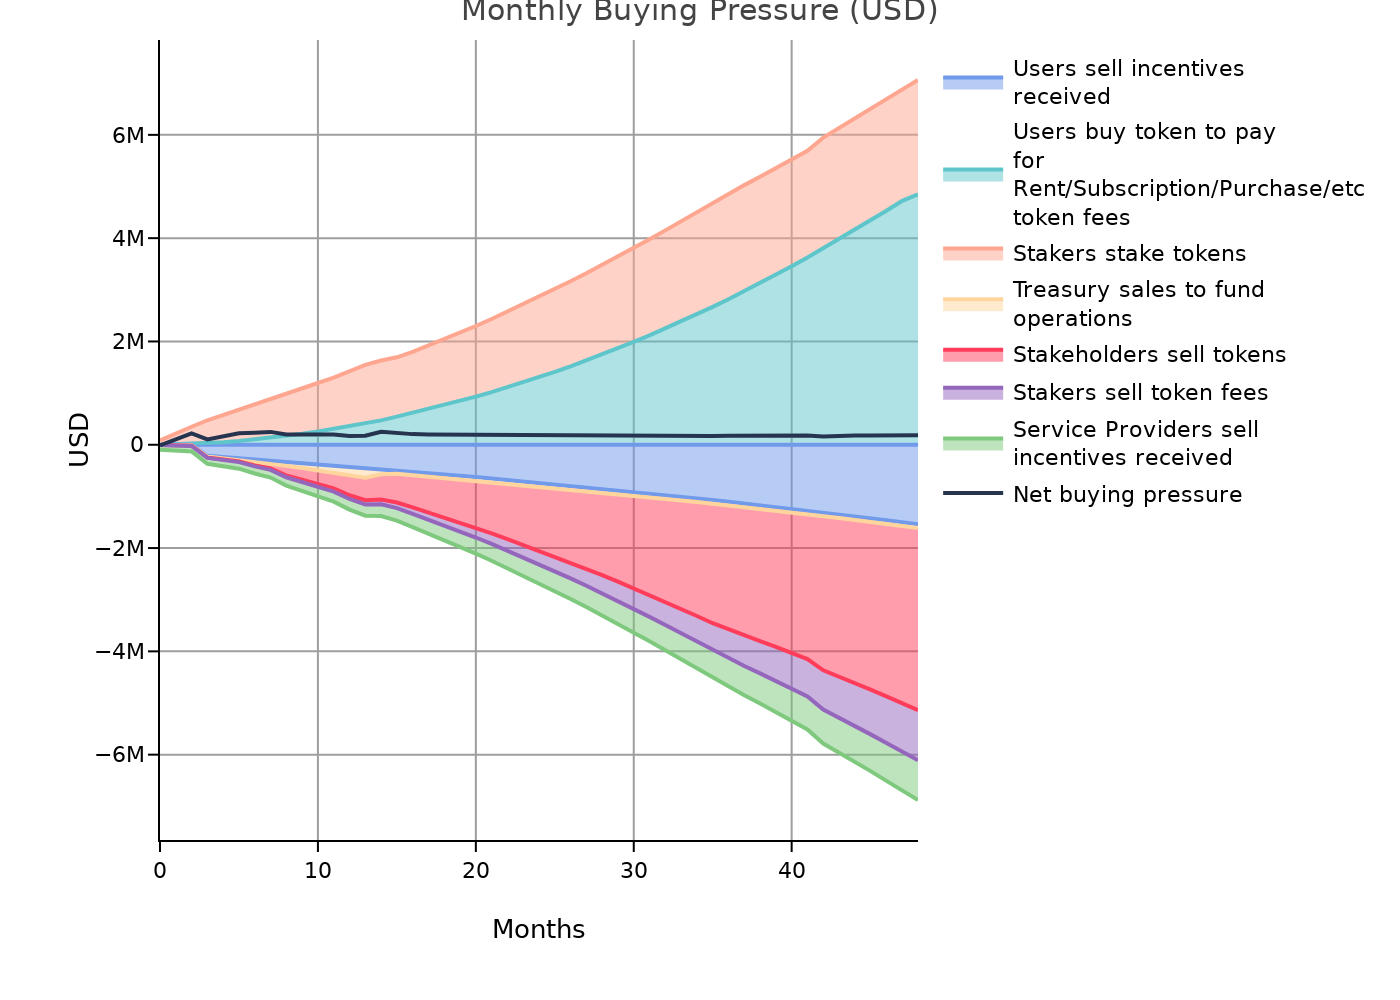 Monthly Buying Pressure (USD)
Users sell incentives
received
Users buy token to pay
for
Rent/Subscription/Purchase/etc
token fees
Stakers stake tokens
Treasury sales to fund
operations
Stakeholders sell tokens
Stakers sell token fees
Service Providers sell
incentives received
Net buying pressure
USD
6M
4M
2M
0
−2M
−4M
−6M
0
10
20
30
40
Months